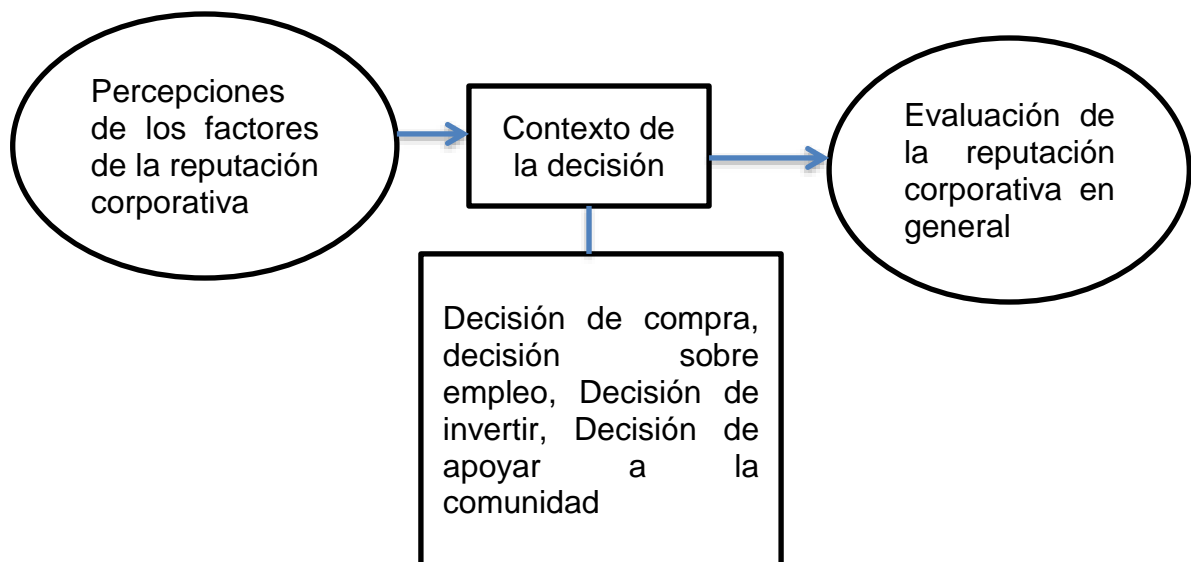 Percepciones
de los factores
de la reputación
corporativa
Contexto de
la decisión
Evaluación de
la reputación
corporativa en
general
Decisión de compra,
decisión sobre
empleo, Decisión de
invertir, Decisión de
apoyar a la
comunidad